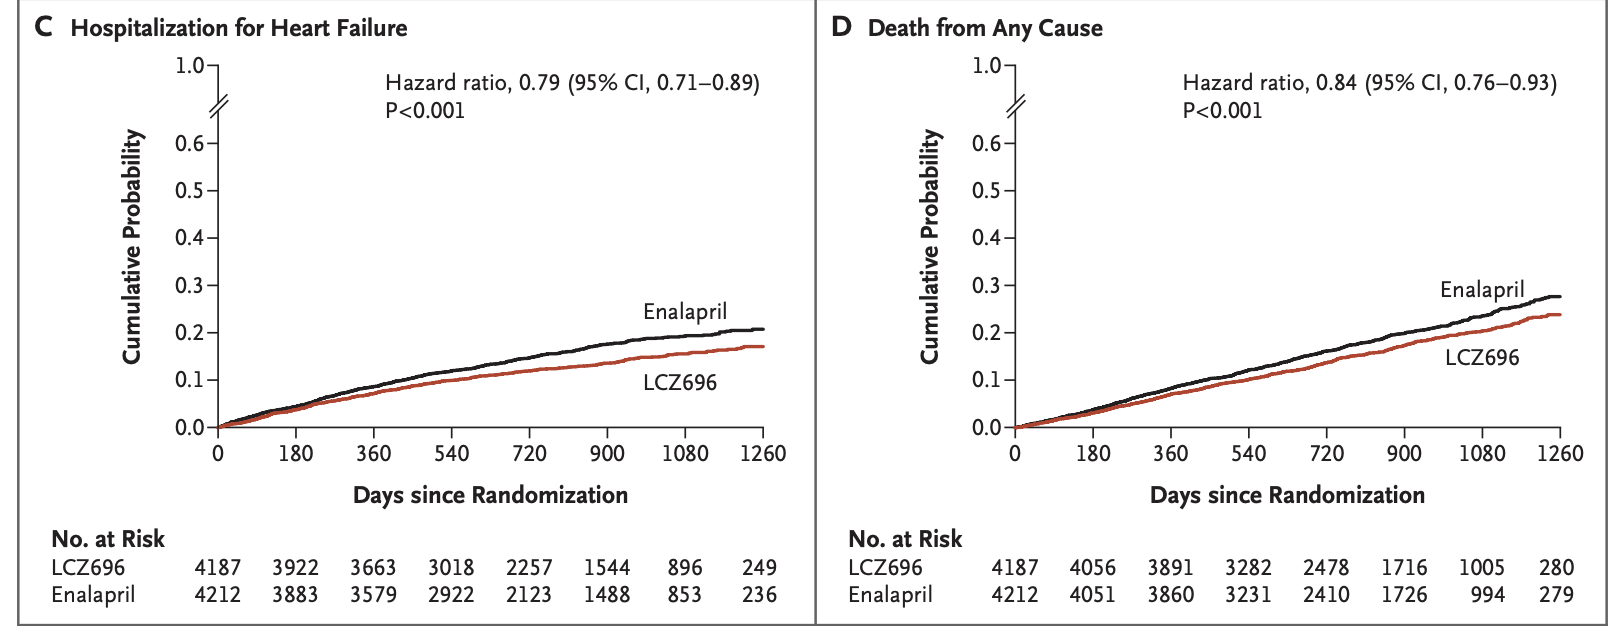 C Hospitalization for Heart Failure
1.0
0.6
0.5
0.4
0.3
0.2
0.1
0.0
Cumulative Probability
Hazard ratio, 0.79 (95% CI, 0.71–0.89)
P<0.001
Enalapril
LCZ696
0 180 360 540 720 900 1080 1260
Days since Randomization
No. at Risk
LCZ696 4187 3922 3663 3018 2257 1544 896 249
Enalapril 4212 3883 3579 2922 2123 1488 853 236
D Death from Any Cause
1.0
0.6
0.5
0.4
0.3
0.2
0.1
0.0
Cumulative Probability
Hazard ratio, 0.84 (95% CI, 0.76–0.93)
P<0.001
Enalapril
LCZ696
0 180 360 540 720 900 1080 1260
Days since Randomization
No. at Risk
LCZ696 4187 4056 3891 3282 2478 1716 1005 280
Enalapril 4212 4051 3860 3231 2410 1726 994 279